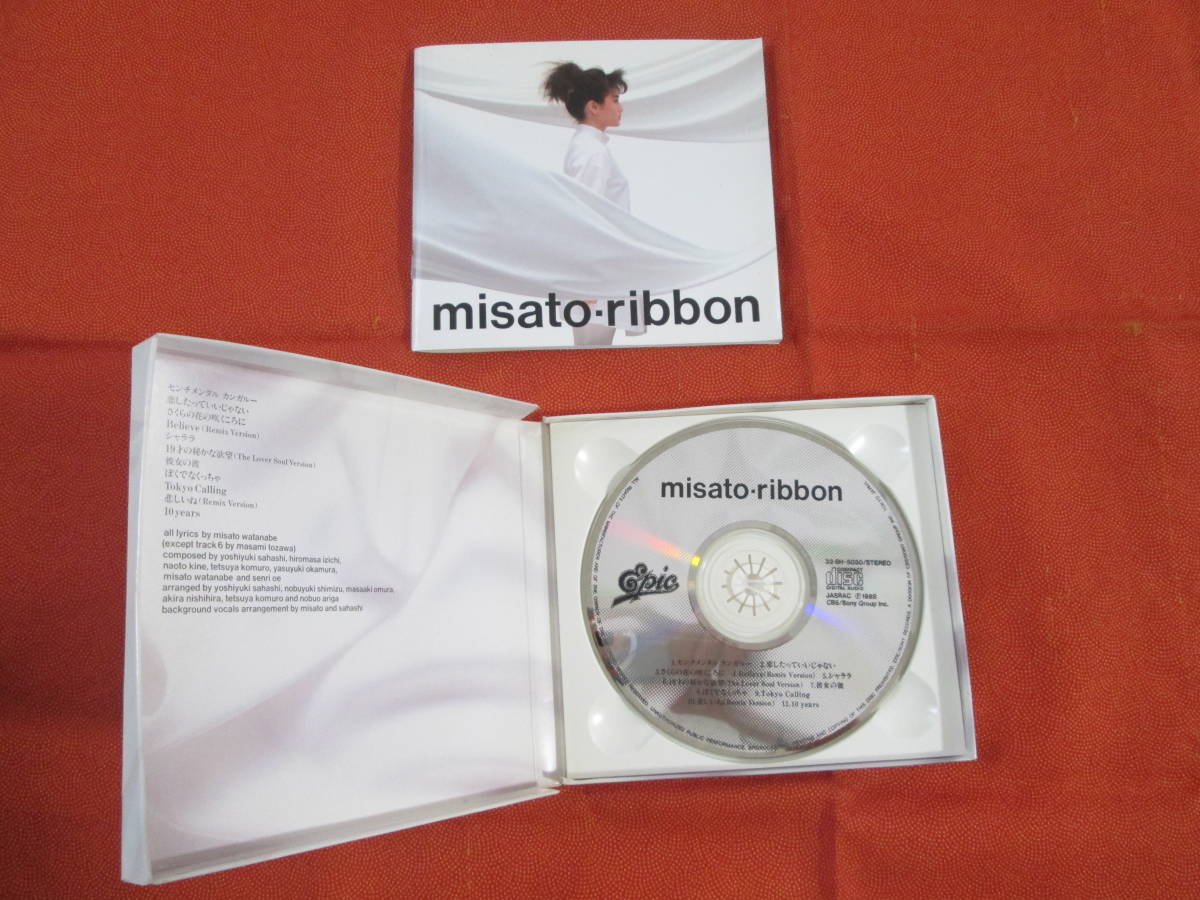 misato·ribbon
センチメンタル カンガルー
恋したっていいじゃない
さくらの花の咲くころに
Believe (Remix Version)
シャララ
19才の秘かな欲望 (The Lover Soul Version)
彼女の彼
ぼくでなくっちゃ
Tokyo Calling
悲しいね (Remix Version)
10 years
all lyrics by misato watanabe
(except track 6 by masami tozawa)
composed by yoshiyuki sahashi, hiromasa izichi,
naoto kine, tetsuya komuro, yasuyuki okamura,
misato watanabe and senri oe
arranged by yoshiyuki sahashi, nobuyuki shimizu, masaaki omura,
akira nishihira, tetsuya komuro and nobuo ariga
background vocals arrangement by misato and sahashi
misato·ribbon
Epic
32·8H-5030/STEREO
COMPACT
disc
DIGITAL AUDIO
JASRAC Ⓟ1988
CBS/Sony Group Inc.
1.センチメンタル カンガルー 2.恋したっていいじゃない
3.さくらの花の咲くころに 4.Believe (Remix Version) 5.シャララ
6.19才の秘かな欲望 (The Lover Soul Version) 7.彼女の彼
8.ぼくでなくっちゃ 9.Tokyo Calling
10.悲しいね (Remix Version) 12.10 years